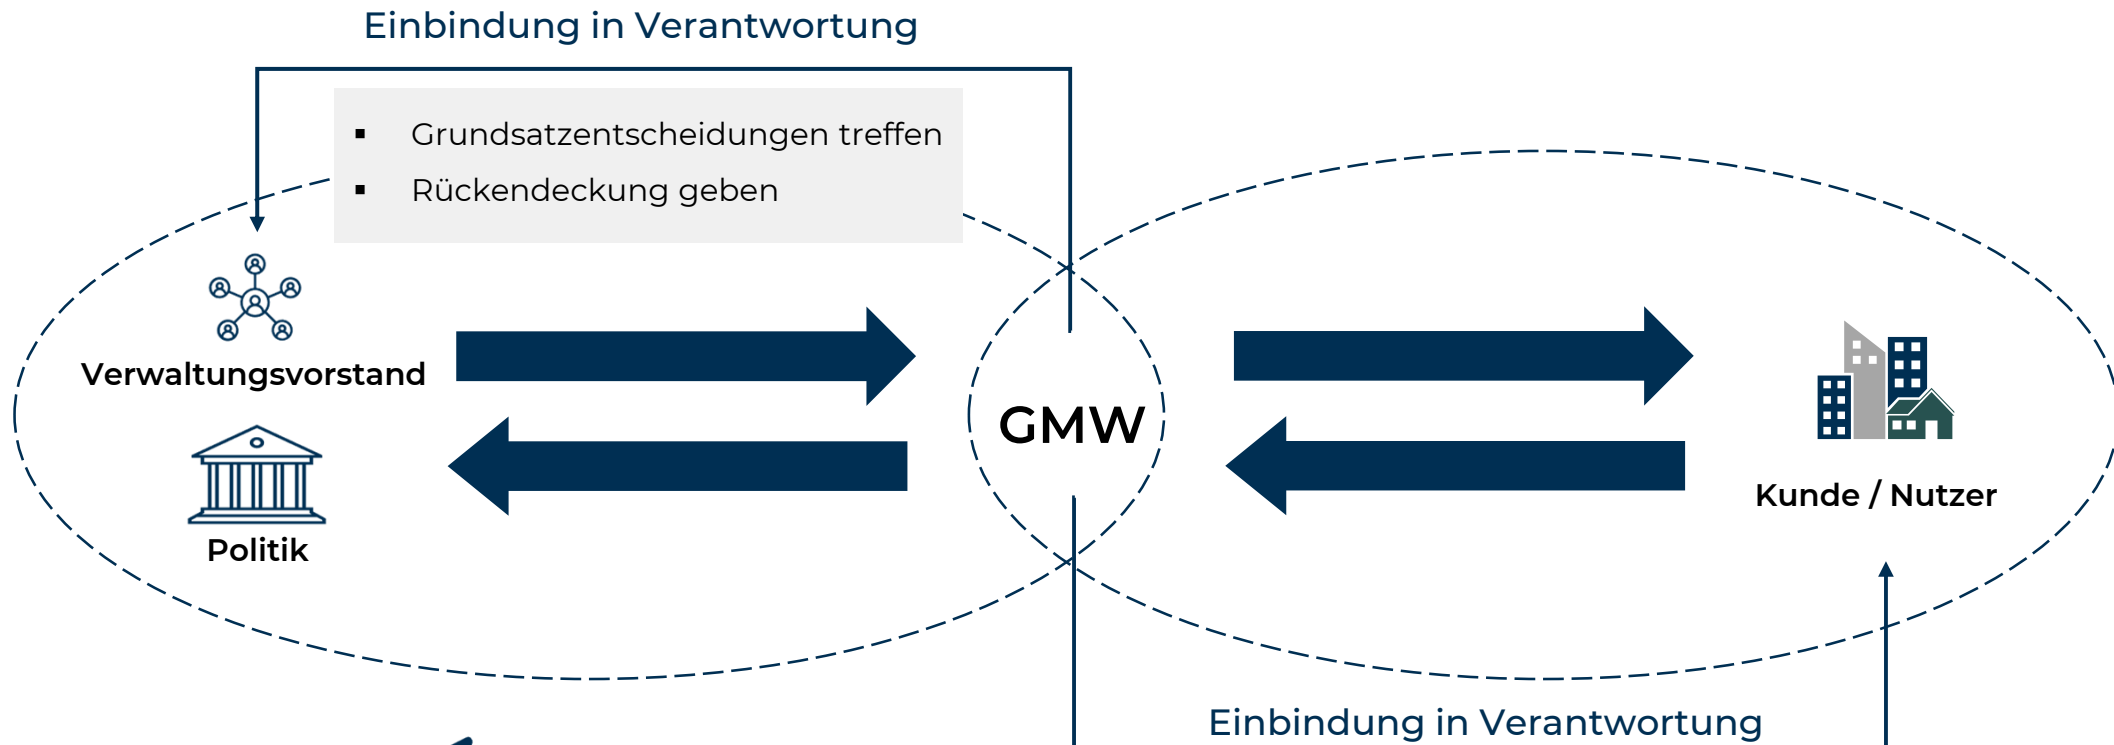 Einbindung in Verantwortung
▪ Grundsatzentscheidungen treffen
▪ Rückendeckung geben
Verwaltungsvorstand
GMW
Kunde / Nutzer
Politik
Einbindung in Verantwortung